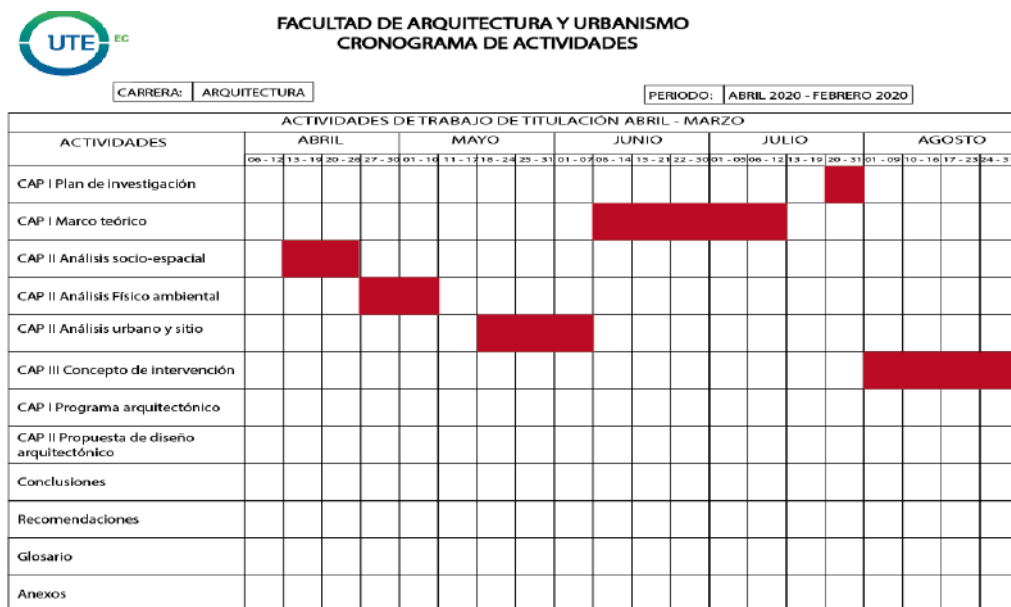 UTE EC
FACULTAD DE ARQUITECTURA Y URBANISMO
CRONOGRAMA DE ACTIVIDADES
CARRERA: ARQUITECTURA
PERIODO: ABRIL 2020 - FEBRERO 2020
ACTIVIDADES DE TRABAJO DE TITULACIÓN ABRIL - MARZO
ACTIVIDADES ABRIL MAYO JUNIO JULIO AGOSTO
06 - 12 13 - 19 20 - 26 27 - 30 01 - 10 11 - 17 18 - 24 25 - 31 01 - 07 08 - 14 15 - 21 22 - 30 01 - 05 06 - 12 13 - 19 20 - 31 01 - 09 10 - 16 17 - 23 24 - 3
CAP I Plan de investigación
CAP I Marco teórico
CAP II Análisis socio-espacial
CAP II Análisis Físico ambiental
CAP II Análisis urbano y sitio
CAP III Concepto de intervención
CAP I Programa arquitectónico
CAP II Propuesta de diseño
arquitectónico
Conclusiones
Recomendaciones
Glosario
Anexos